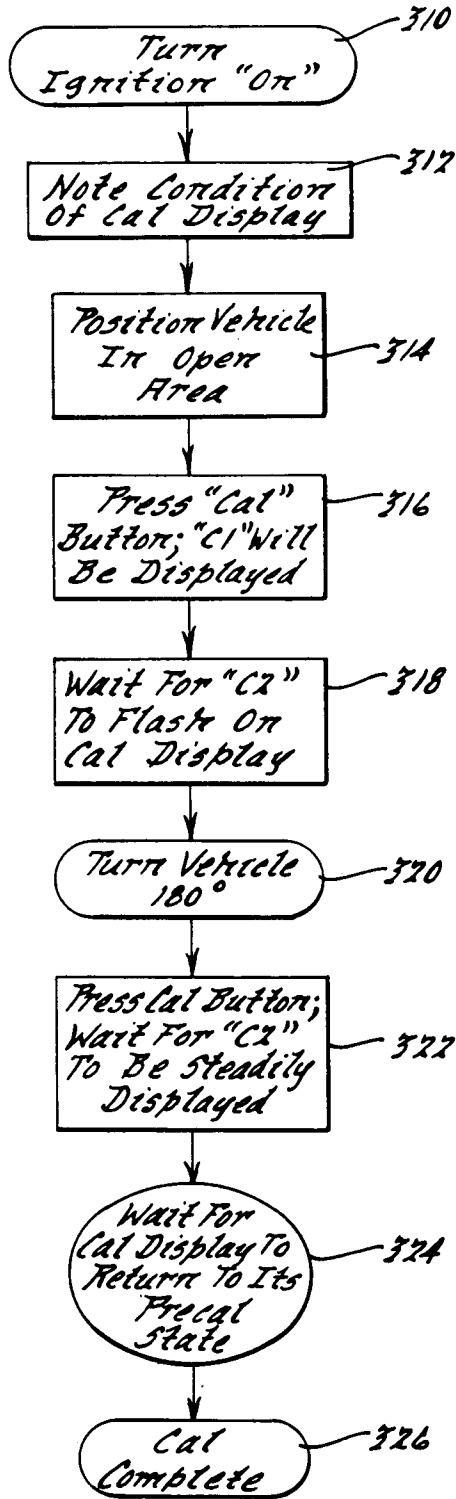 310
Turn
Ignition "On"
312
Note Condition
Of Cal Display
Position Vehicle
In Open
Area
314
Press "Cal"
Button; "C1" Will
Be Displayed
316
Wait For "C2"
To Flash On
Cal Display
318
Turn Vehicle
180°
320
Press Cal Button;
Wait For "C2"
To Be Steadily
Displayed
322
Wait For
Cal Display To
Return To Its
Precal
State
324
Cal
Complete
326